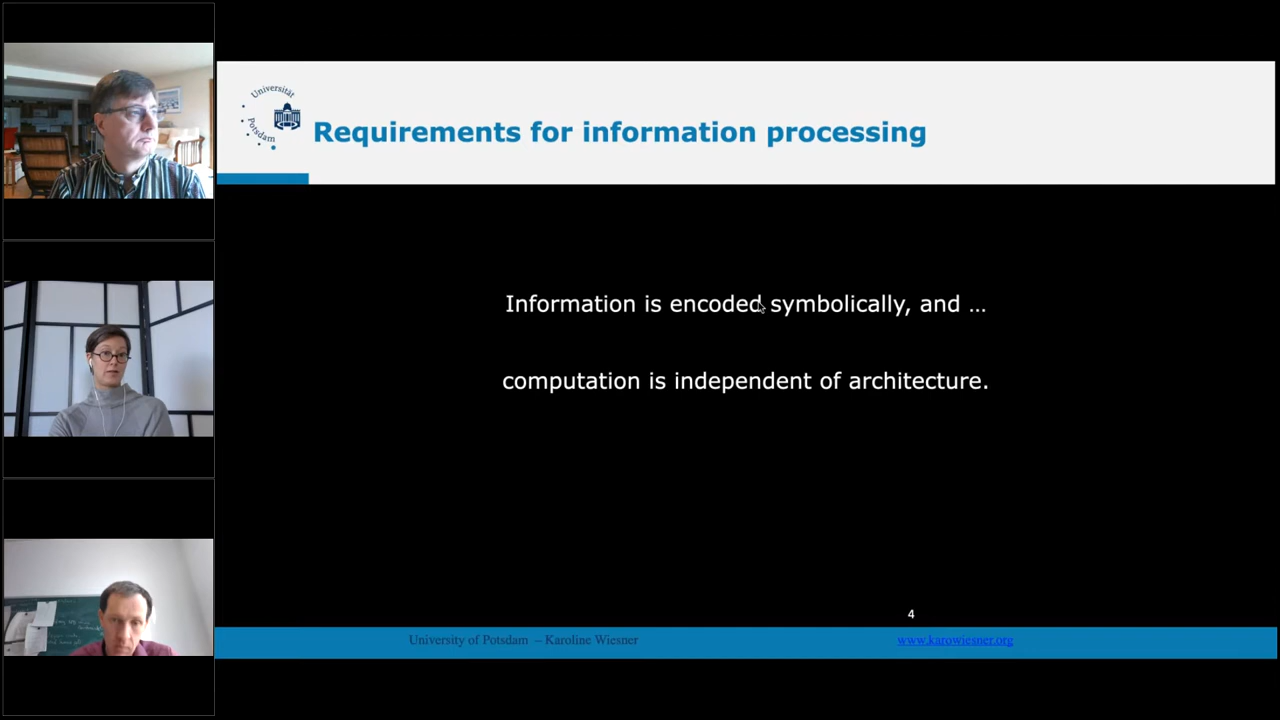 Universität
Potsdam
Requirements for information processing
Information is encoded symbolically, and …
computation is independent of architecture.
4
University of Potsdam – Karoline Wiesner
www.karowiesner.org